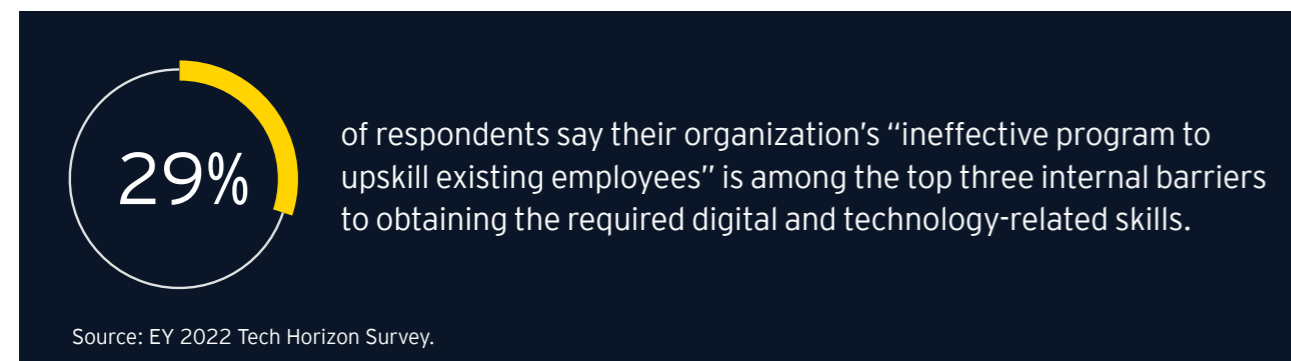 29%
of respondents say their organization’s “ineffective program to
upskill existing employees” is among the top three internal barriers
to obtaining the required digital and technology-related skills.
Source: EY 2022 Tech Horizon Survey.